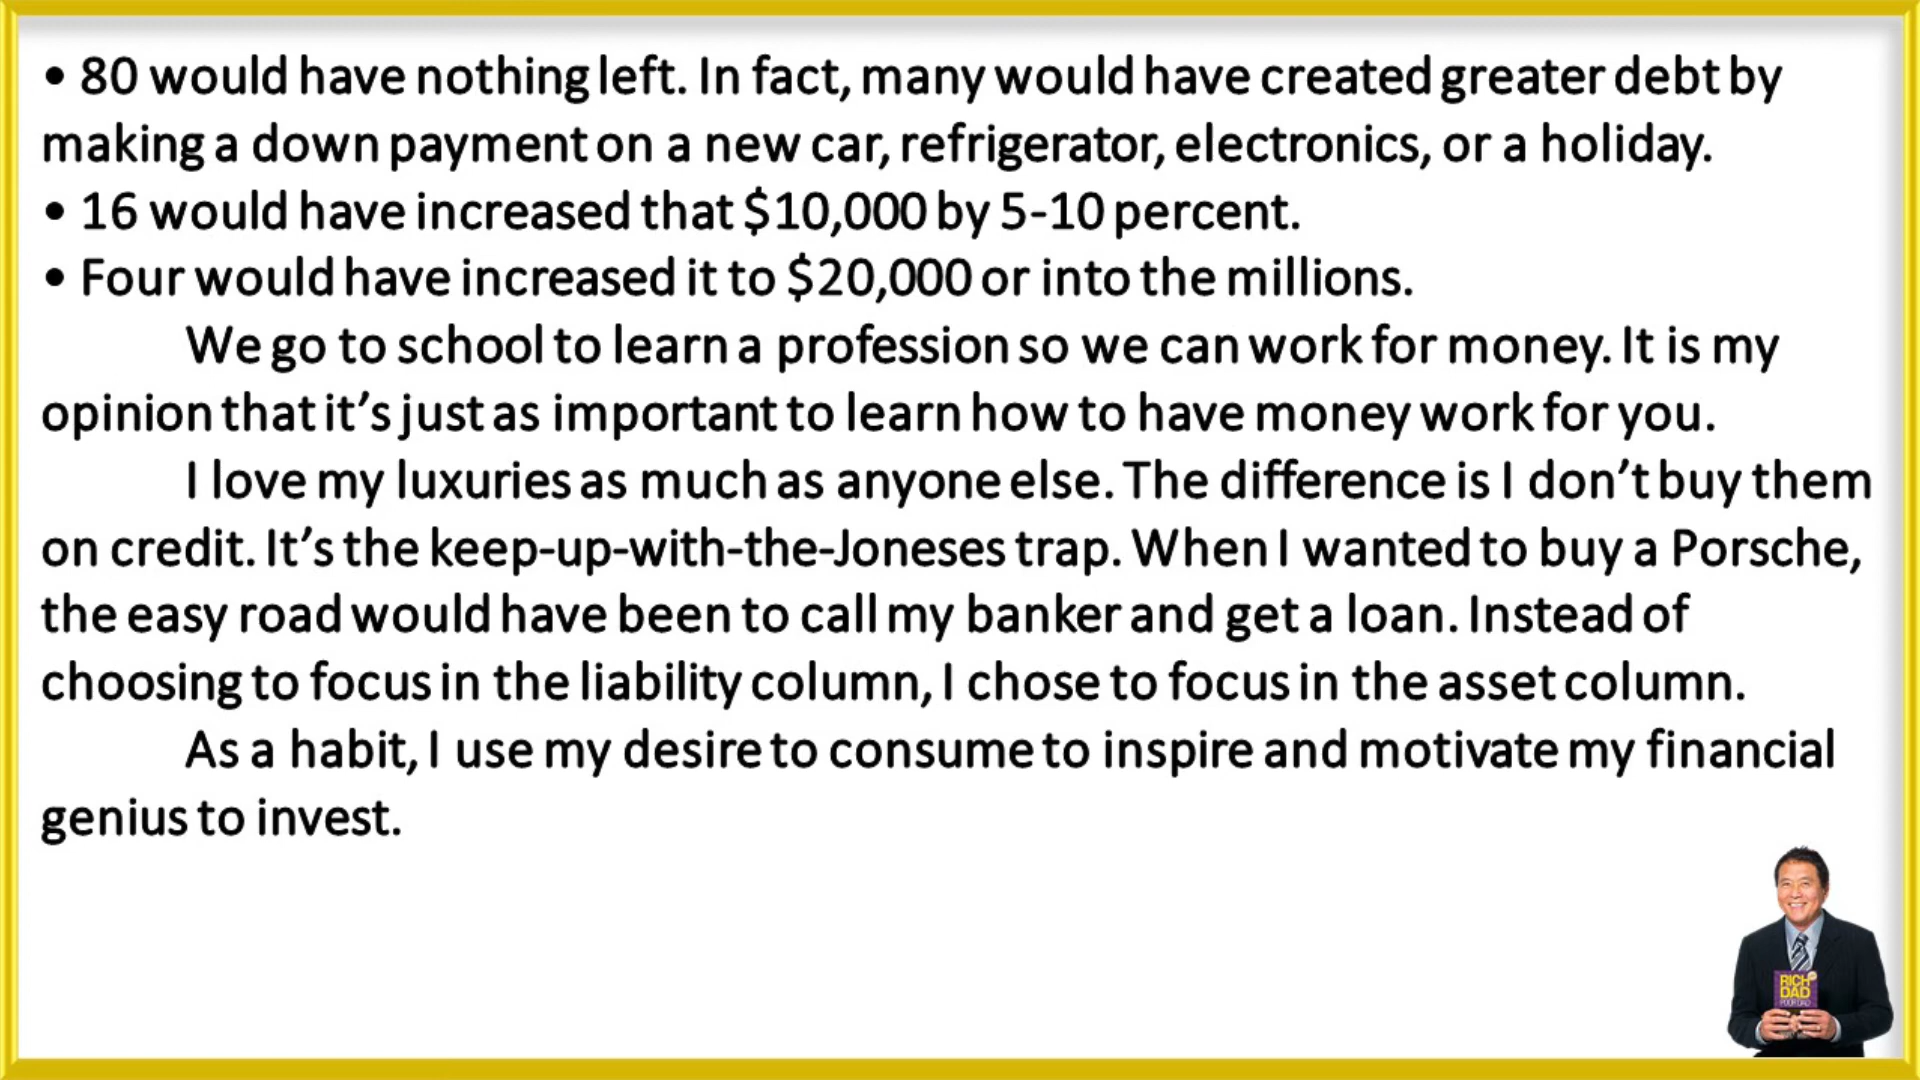 • 80 would have nothing left. In fact, many would have created greater debt by
making a down payment on a new car, refrigerator, electronics, or a holiday.
• 16 would have increased that $10,000 by 5-10 percent.
• Four would have increased it to $20,000 or into the millions.
We go to school to learn a profession so we can work for money. It is my
opinion that it’s just as important to learn how to have money work for you.
I love my luxuries as much as anyone else. The difference is I don’t buy them
on credit. It’s the keep-up-with-the-Joneses trap. When I wanted to buy a Porsche,
the easy road would have been to call my banker and get a loan. Instead of
choosing to focus in the liability column, I chose to focus in the asset column.
As a habit, I use my desire to consume to inspire and motivate my financial
genius to invest.
RICH
DAD
POOR DAD